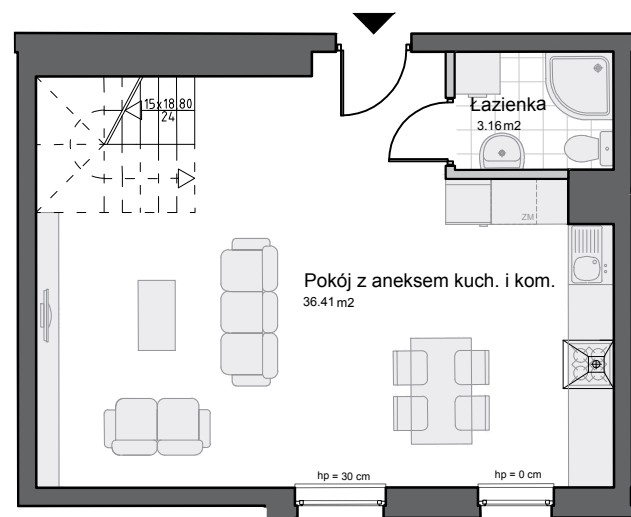 15x18,80
24
Łazienka
3.16 m2
ZM
Pokój z aneksem kuch. i kom.
36.41 m2
hp = 30 cm
hp = 0 cm